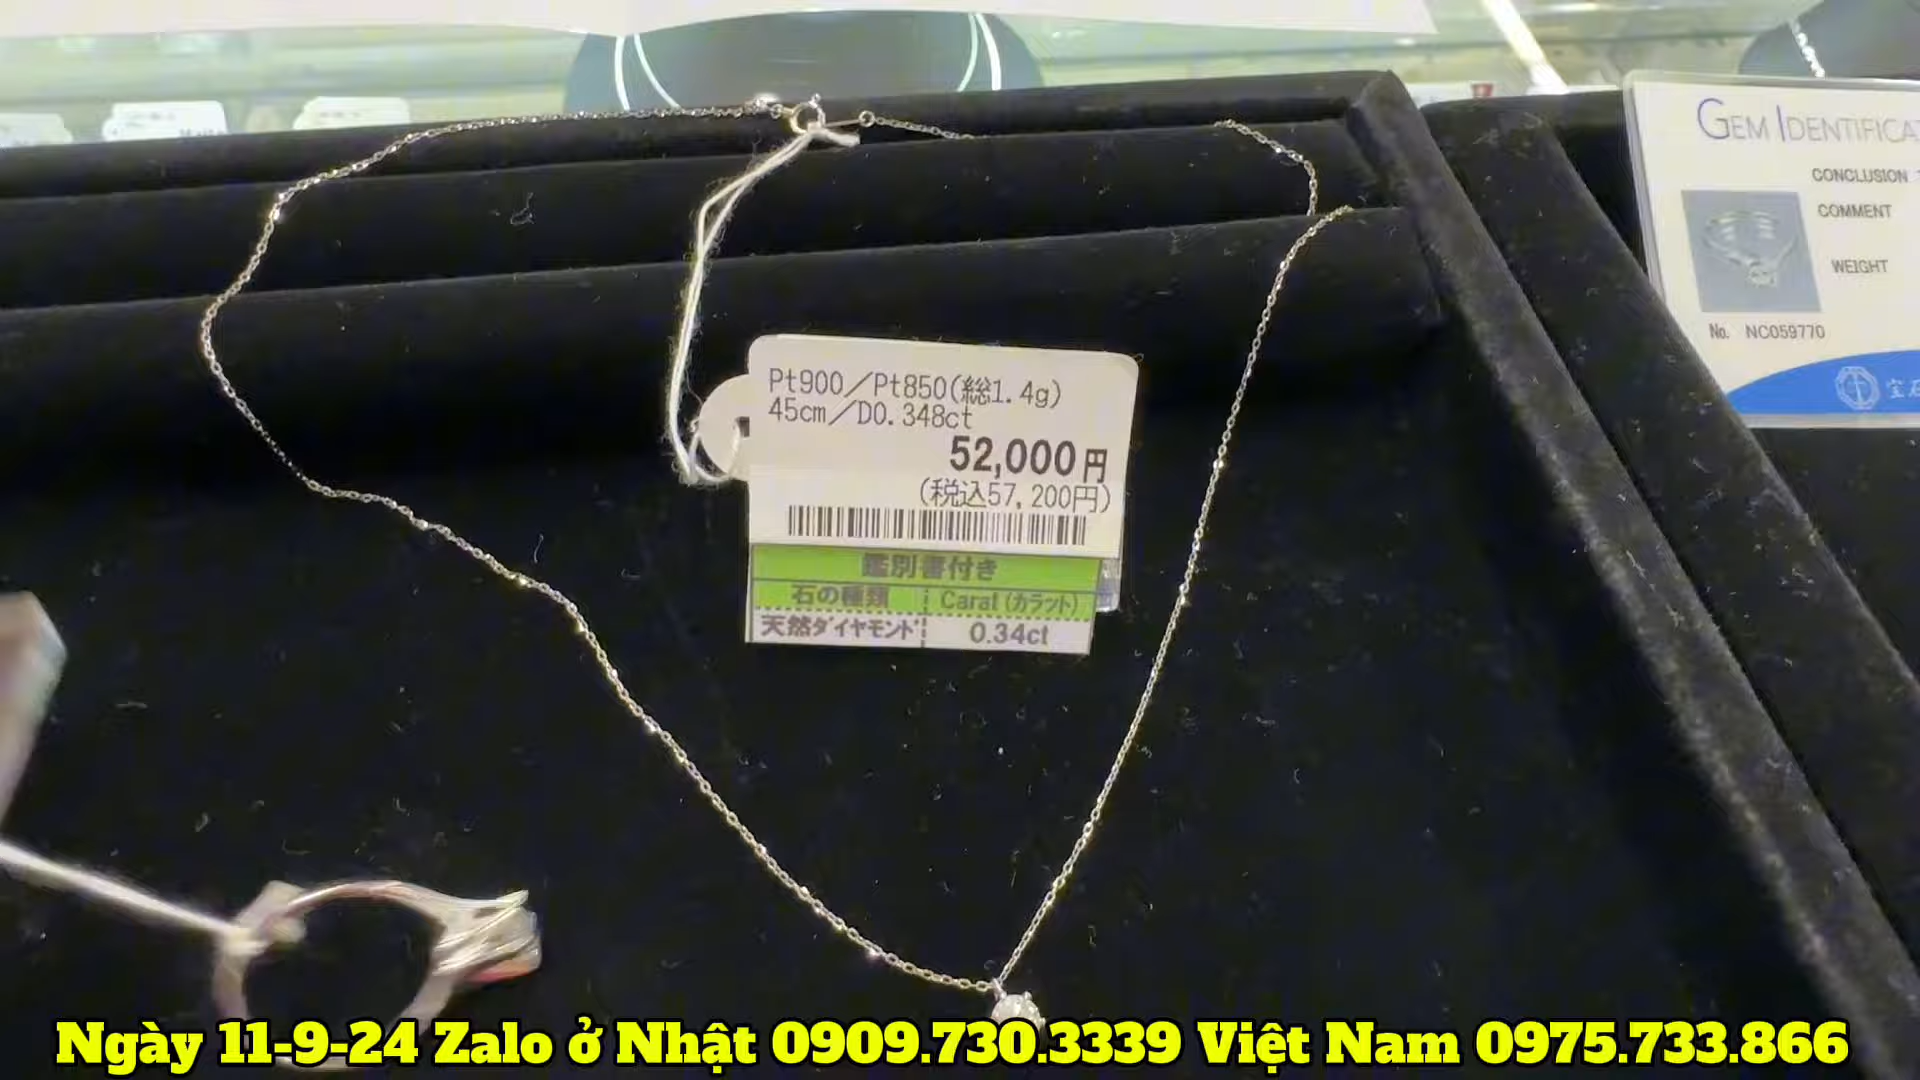 GEM IDENTIFICA
CONCLUSION
COMMENT
WEIGHT
No. NC059770
宝石
Pt900/Pt850(総1.4g)
45cm/D0.348ct
52,000円
(税込57,200円)
鑑別書付き
石の種類 Carat (カラット)
天然ダイヤモンド 0.34ct
Ngày 11-9-24 Zalo ở Nhật 0909.730.3339 Việt Nam 0975.733.866